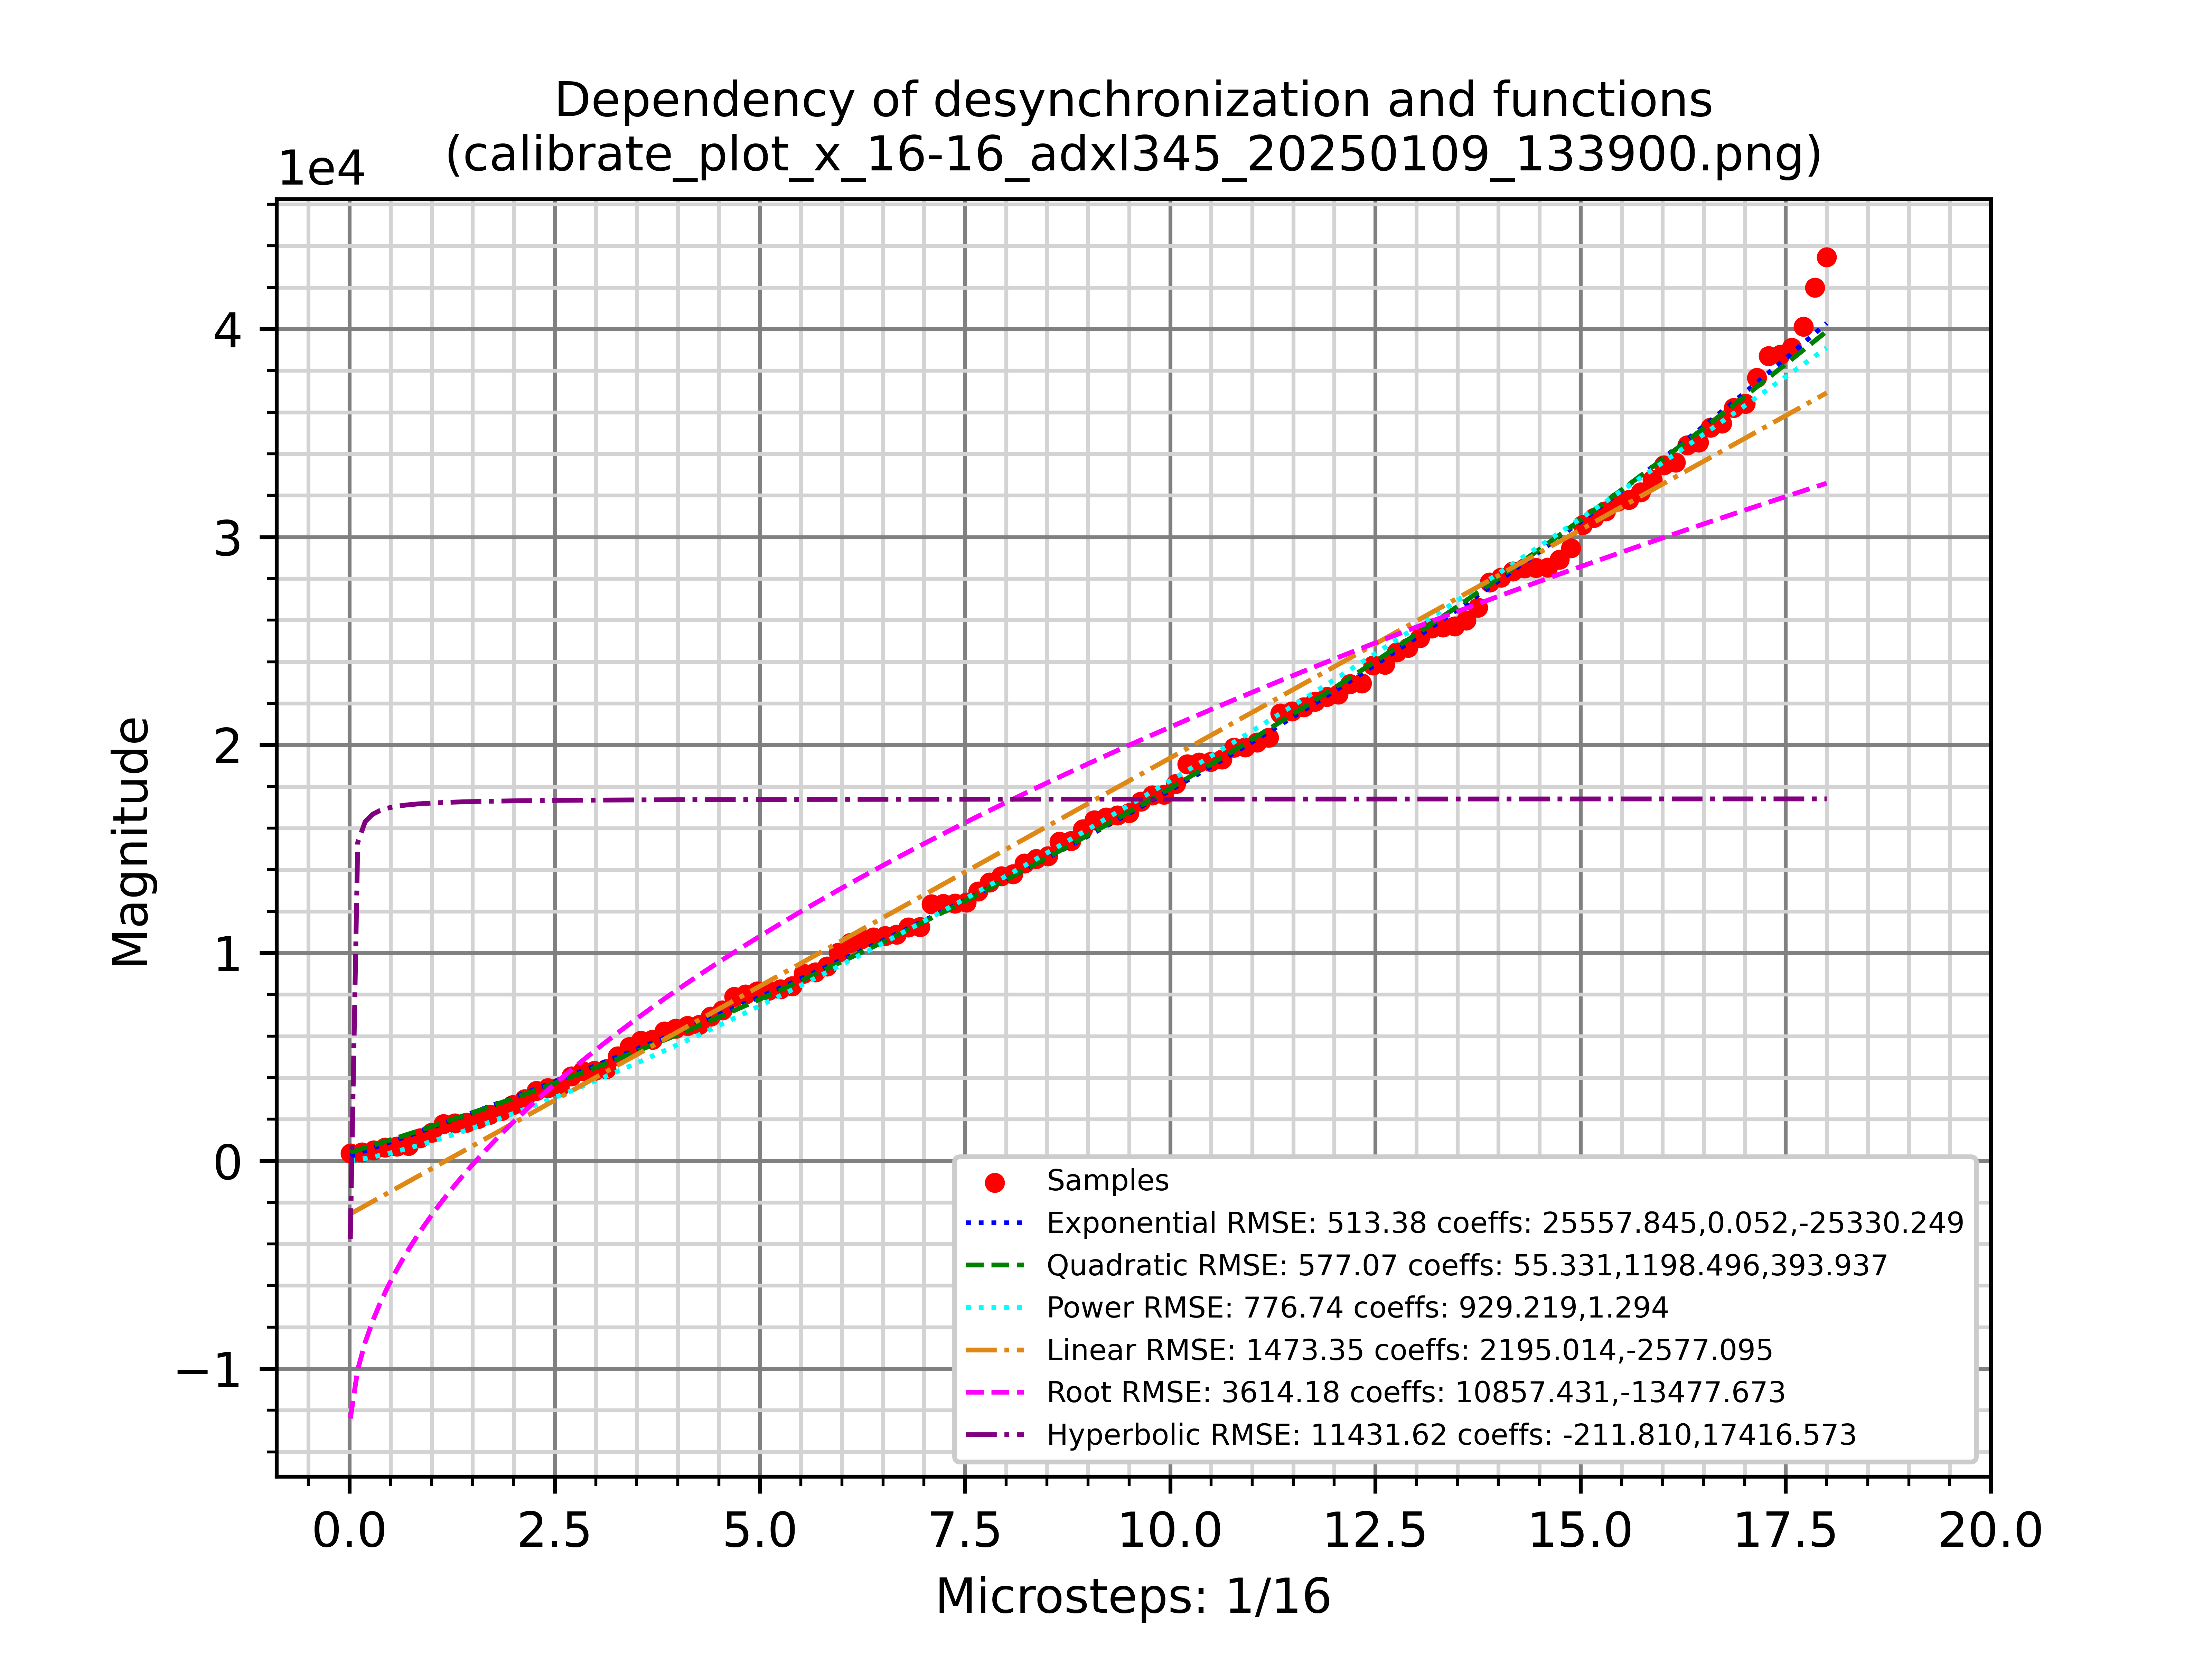 Dependency of desynchronization and functions
(calibrate_plot_x_16-16_adxl345_20250109_133900.png)
1e4
4
3
2
1
0
−1
Magnitude
Samples
Exponential RMSE: 513.38 coeffs: 25557.845,0.052,-25330.249
Quadratic RMSE: 577.07 coeffs: 55.331,1198.496,393.937
Power RMSE: 776.74 coeffs: 929.219,1.294
Linear RMSE: 1473.35 coeffs: 2195.014,-2577.095
Root RMSE: 3614.18 coeffs: 10857.431,-13477.673
Hyperbolic RMSE: 11431.62 coeffs: -211.810,17416.573
0.0 2.5 5.0 7.5 10.0 12.5 15.0 17.5 20.0
Microsteps: 1/16